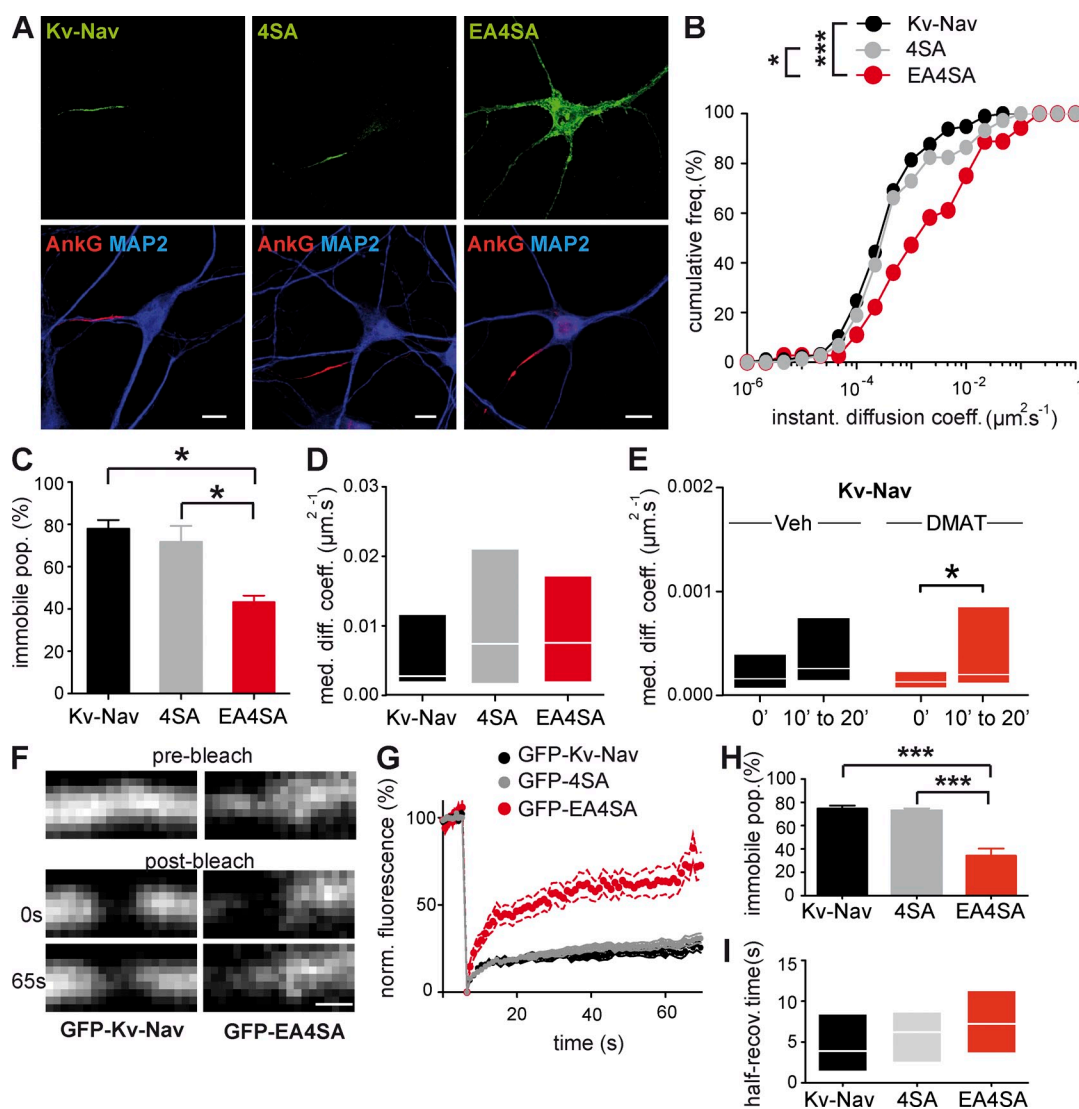 A
Kv-Nav
4SA
EA4SA
AnkG MAP2
AnkG MAP2
AnkG MAP2
B
***
*
Kv-Nav
4SA
EA4SA
cumulative freq.(%)
100
80
60
40
20
0
10-6
10-4
10-2
1
instant. diffusion coeff. (µm2s-1)
C
immobile pop. (%)
80
60
40
20
0
*
*
Kv-Nav
4SA
EA4SA
D
med. diff. coeff. (µm.s)2 -1
0.03
0.02
0.01
0.00
Kv-Nav
4SA
EA4SA
E
Kv-Nav
Veh
DMAT
med. diff. coeff. (µm.s)2 -1
0.002
0.001
0.000
*
0'
10' to 20'
0'
10' to 20'
F
pre-bleach
post-bleach
0s
65s
GFP-Kv-Nav
GFP-EA4SA
G
GFP-Kv-Nav
GFP-4SA
GFP-EA4SA
norm. fluorescence (%)
100
50
0
20
40
60
time (s)
H
immobile pop.(%)
100
80
60
40
20
0
***
***
Kv-Nav
4SA
EA4SA
I
half-recov.time(s)
15
10
5
0
Kv-Nav
4SA
EA4SA